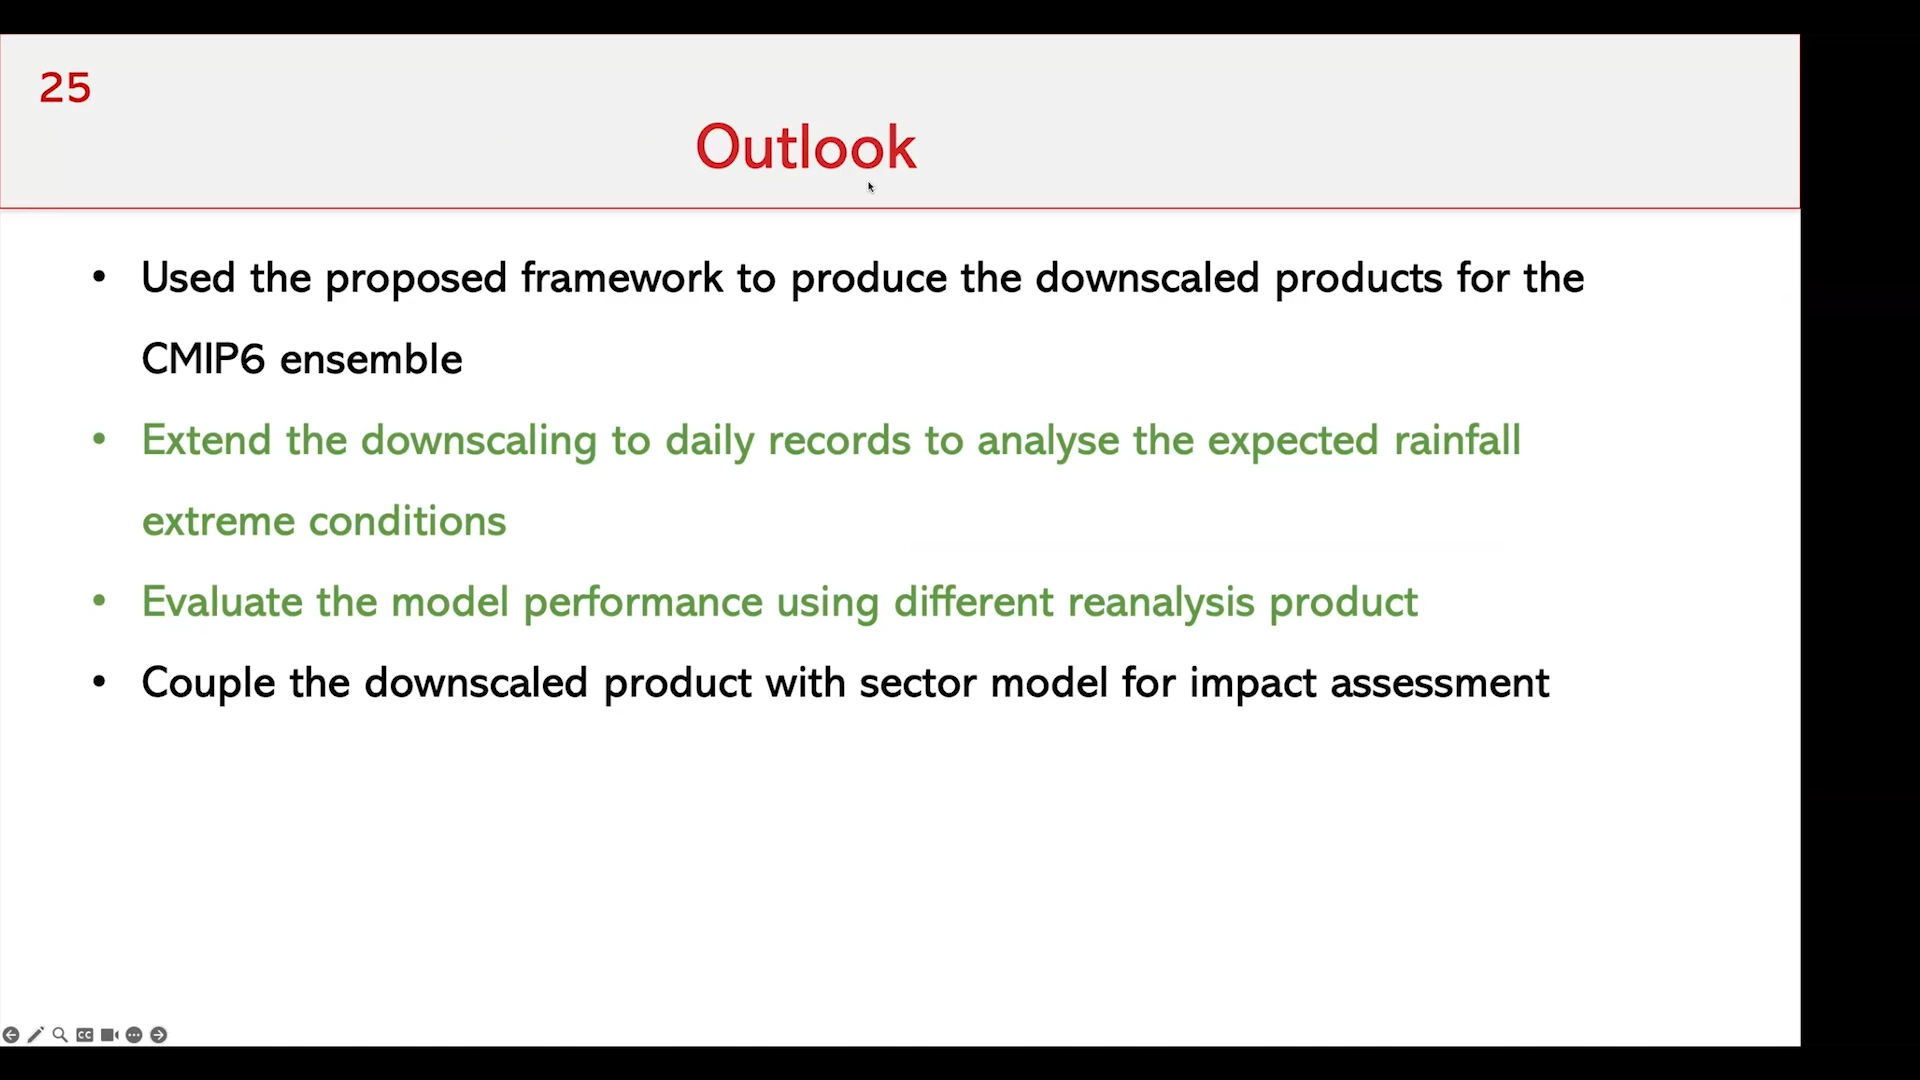 25
Outlook
• Used the proposed framework to produce the downscaled products for the
CMIP6 ensemble
• Extend the downscaling to daily records to analyse the expected rainfall
extreme conditions
• Evaluate the model performance using different reanalysis product
• Couple the downscaled product with sector model for impact assessment
CC